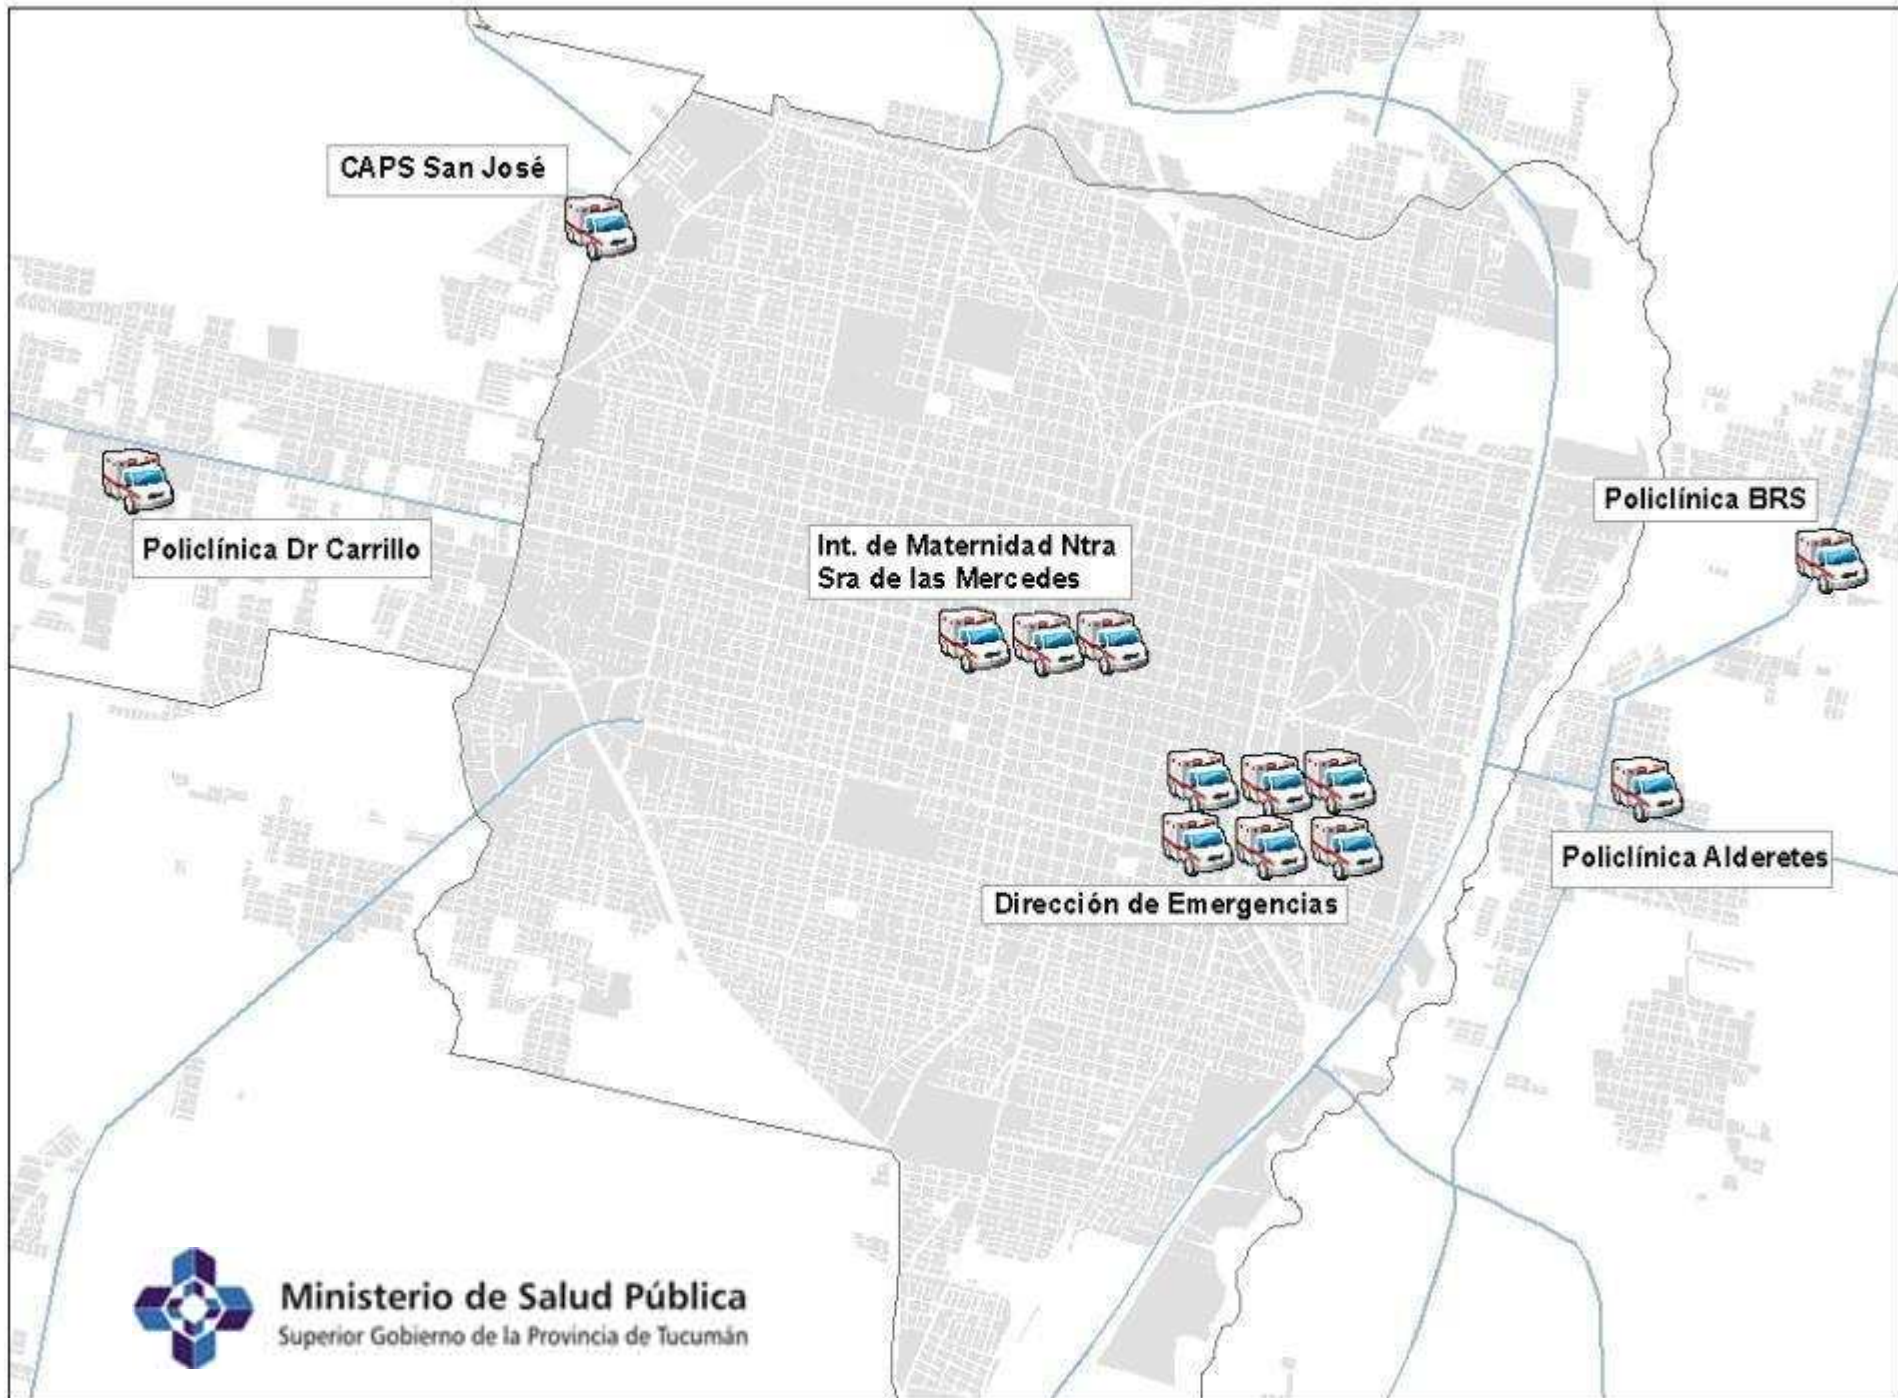 CAPS San José
Policlínica Dr Carrillo
Int. de Maternidad Ntra
Sra de las Mercedes
Policlínica BRS
Policlínica Alderetes
Dirección de Emergencias
Ministerio de Salud Pública
Superior Gobierno de la Provincia de Tucumán